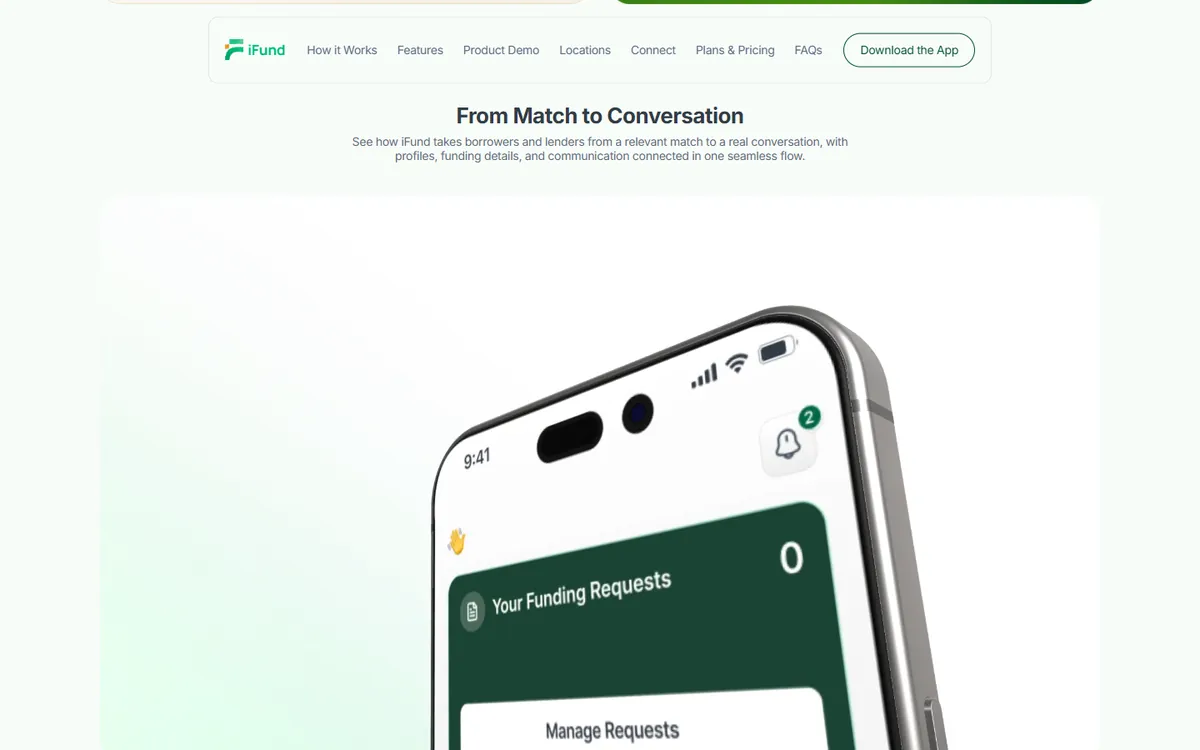 iFund
How it Works
Features
Product Demo
Locations
Connect
Plans & Pricing
FAQs
Download the App
From Match to Conversation
See how iFund takes borrowers and lenders from a relevant match to a real conversation, with
profiles, funding details, and communication connected in one seamless flow.
9:41
2
Your Funding Requests
0
Manage Requests